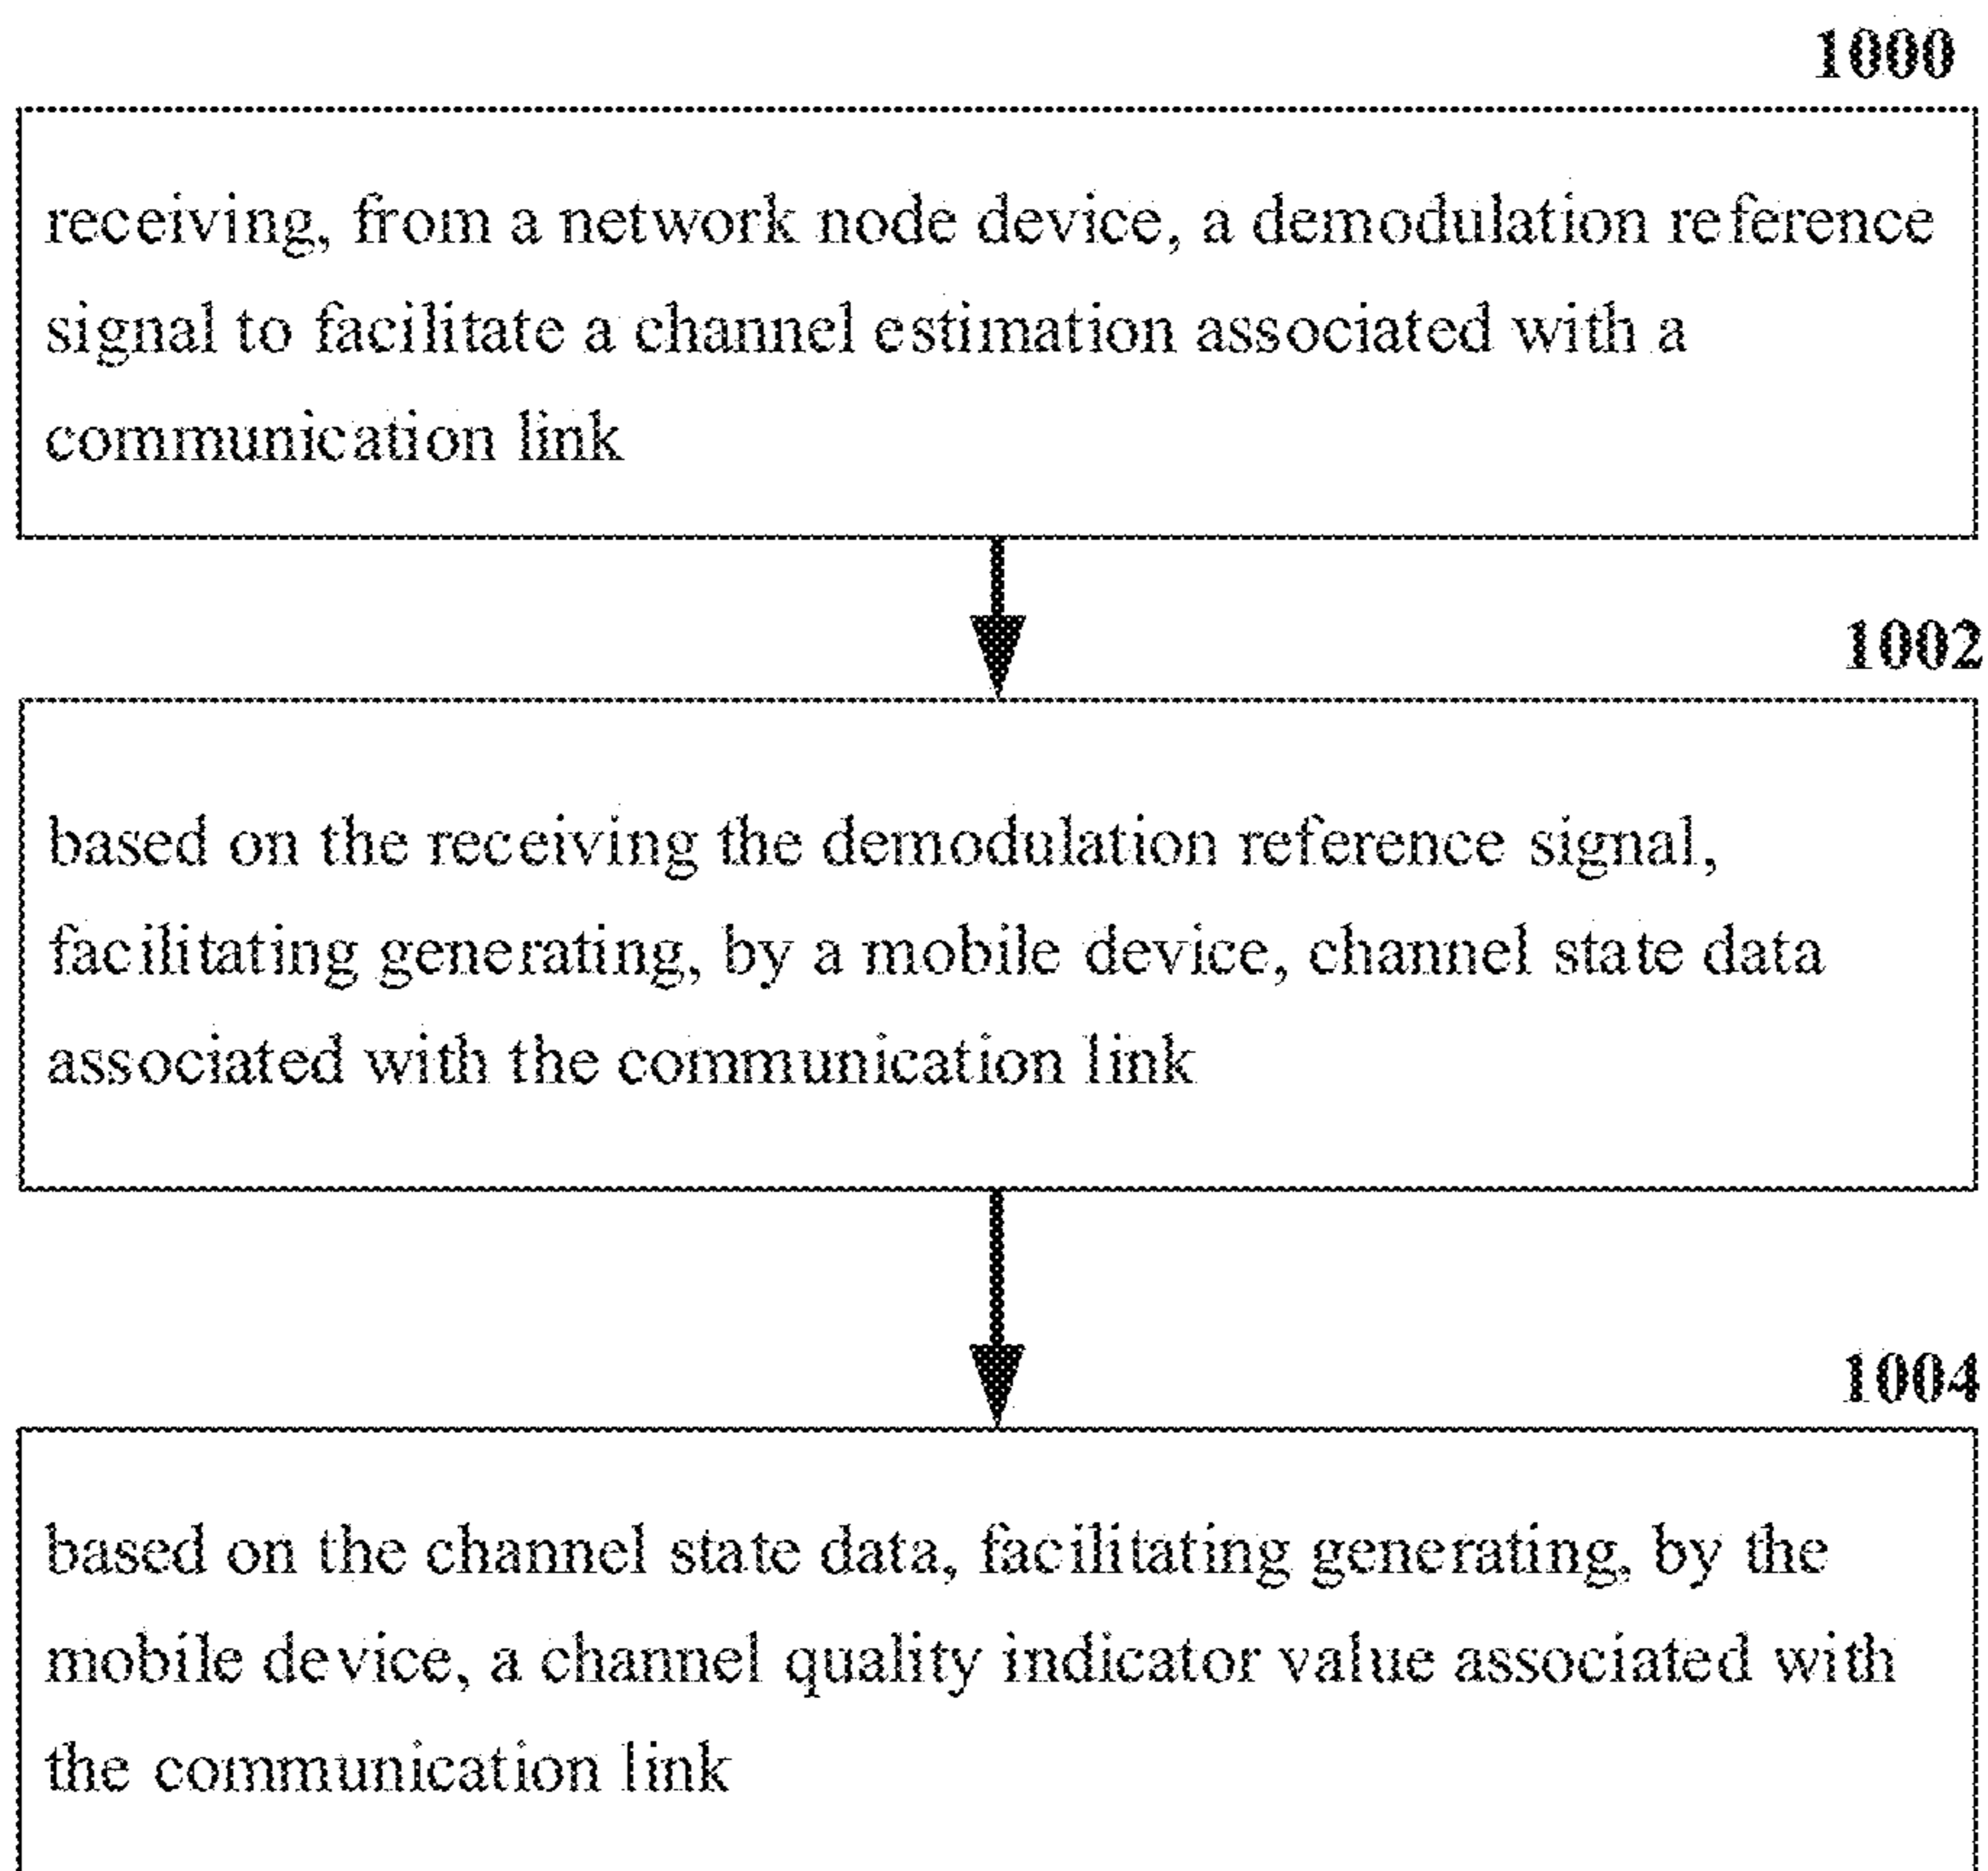 1000
receiving, from a network node device, a demodulation reference
signal to facilitate a channel estimation associated with a
communication link
1002
based on the receiving the demodulation reference signal,
facilitating generating, by a mobile device, channel state data
associated with the communication link
1004
based on the channel state data, facilitating generating, by the
mobile device, a channel quality indicator value associated with
the communication link